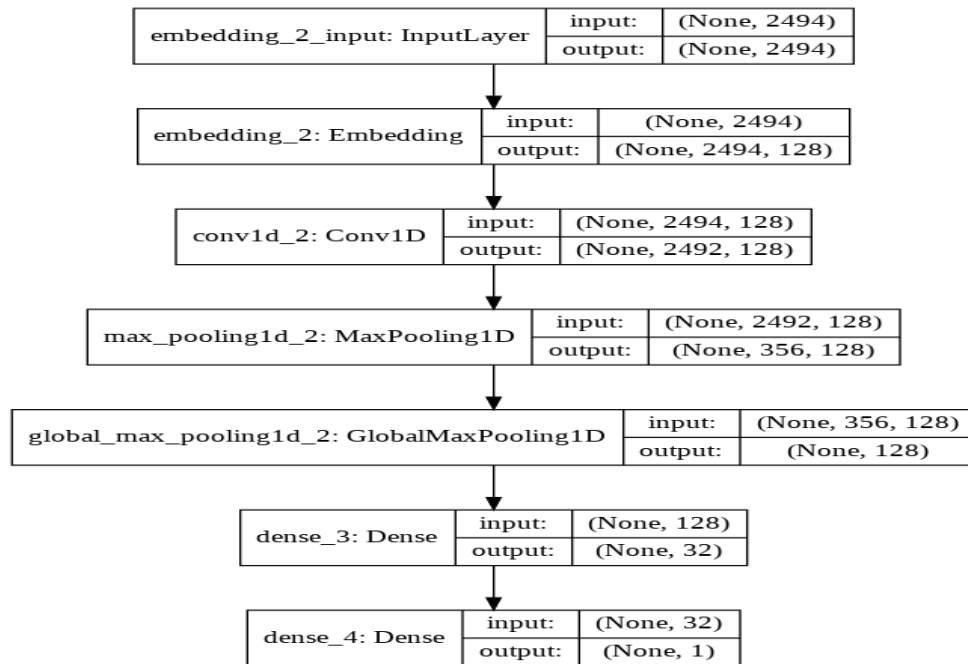 embedding_2_input: InputLayer
input: (None, 2494)
output: (None, 2494)
embedding_2: Embedding
input: (None, 2494)
output: (None, 2494, 128)
conv1d_2: Conv1D
input: (None, 2494, 128)
output: (None, 2492, 128)
max_pooling1d_2: MaxPooling1D
input: (None, 2492, 128)
output: (None, 356, 128)
global_max_pooling1d_2: GlobalMaxPooling1D
input: (None, 356, 128)
output: (None, 128)
dense_3: Dense
input: (None, 128)
output: (None, 32)
dense_4: Dense
input: (None, 32)
output: (None, 1)